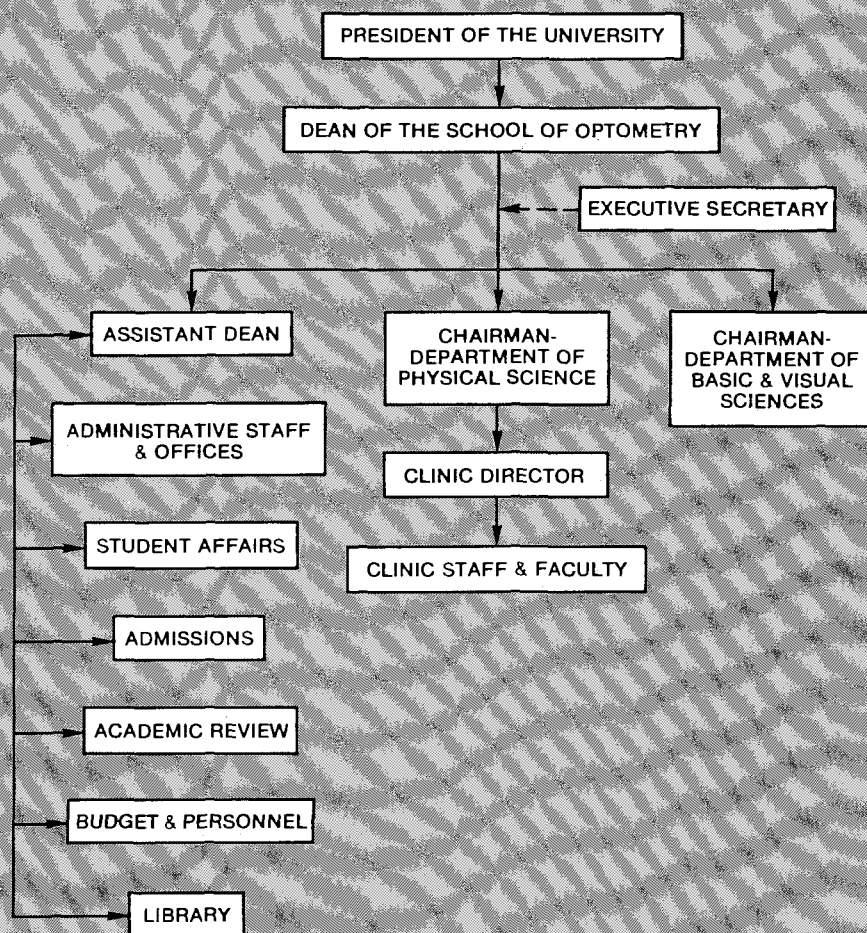 PRESIDENT OF THE UNIVERSITY
DEAN OF THE SCHOOL OF OPTOMETRY
EXECUTIVE SECRETARY
ASSISTANT DEAN
CHAIRMAN-
DEPARTMENT OF
PHYSICAL SCIENCE
CHAIRMAN-
DEPARTMENT OF
BASIC & VISUAL
SCIENCES
ADMINISTRATIVE STAFF
& OFFICES
CLINIC DIRECTOR
STUDENT AFFAIRS
CLINIC STAFF & FACULTY
ADMISSIONS
ACADEMIC REVIEW
BUDGET & PERSONNEL
LIBRARY